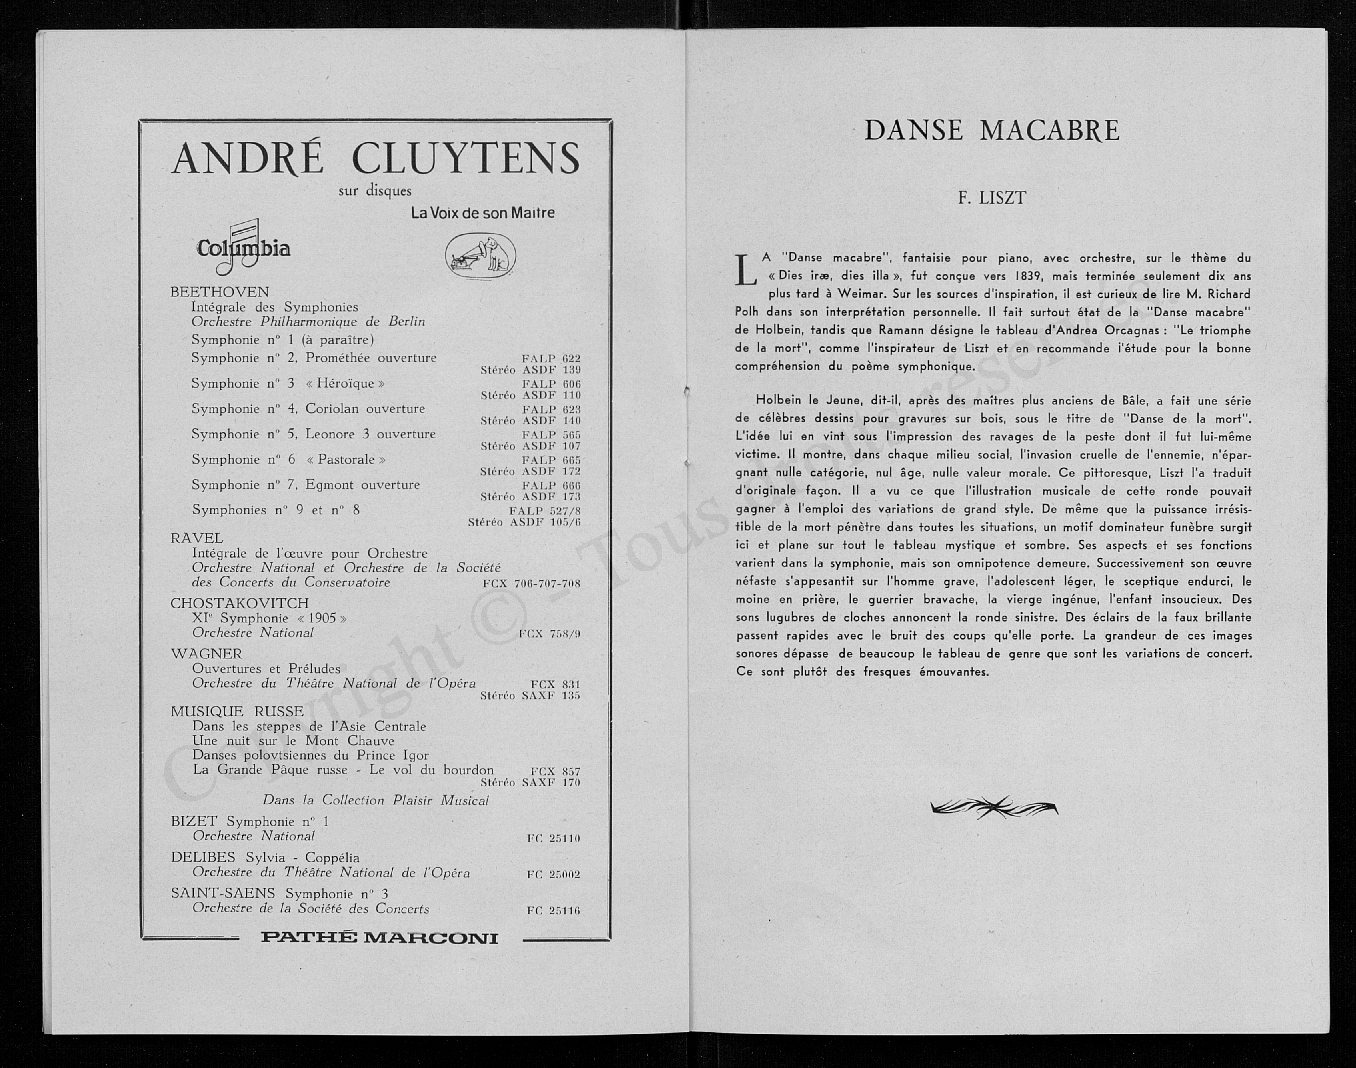 ANDRÉ CLUYTENS
sur disques
La Voix de son Maitre
Columbia
BEETHOVEN
Intégrale des Symphonies
Orchestre Philharmonique de Berlin
Symphonie n° 1 (à paraître)
Symphonie n° 2, Prométhée ouverture FALP 622
Stéréo ASDF 139
Symphonie n° 3 « Héroïque » FALP 606
Stéréo ASDF 110
Symphonie n° 4, Coriolan ouverture FALP 623
Stéréo ASDF 140
Symphonie n° 5, Leonore 3 ouverture FALP 565
Stéréo ASDF 107
Symphonie n° 6 « Pastorale » FALP 665
Stéréo ASDF 172
Symphonie n° 7, Egmont ouverture FALP 666
Stéréo ASDF 173
Symphonies n° 9 et n° 8 FALP 527/8
Stéréo ASDF 105/6
RAVEL
Intégrale de l'œuvre pour Orchestre
Orchestre National et Orchestre de la Société
des Concerts du Conservatoire FCX 706-707-708
CHOSTAKOVITCH
XIe Symphonie « 1905 »
Orchestre National FCX 758/9
WAGNER
Ouvertures et Préludes
Orchestre du Théâtre National de l'Opéra FCX 831
Stéréo SAXF 135
MUSIQUE RUSSE
Dans les steppes de l'Asie Centrale
Une nuit sur le Mont Chauve
Danses polovtsiennes du Prince Igor
La Grande Pâque russe - Le vol du bourdon FCX 857
Stéréo SAXF 170
Dans la Collection Plaisir Musical
BIZET Symphonie n° 1
Orchestre National FC 25110
DELIBES Sylvia - Coppélia
Orchestre du Théâtre National de l'Opéra FC 25002
SAINT-SAENS Symphonie n° 3
Orchestre de la Société des Concerts FC 25116
PATHÉ MARCONI
DANSE MACABRE
F. LISZT
LA "Danse macabre", fantaisie pour piano, avec orchestre, sur le thème du
« Dies iræ, dies illa », fut conçue vers 1839, mais terminée seulement dix ans
plus tard à Weimar. Sur les sources d'inspiration, il est curieux de lire M. Richard
Polh dans son interprétation personnelle. Il fait surtout état de la "Danse macabre"
de Holbein, tandis que Ramann désigne le tableau d'Andrea Orcagnas : "Le triomphe
de la mort", comme l'inspirateur de Liszt et en recommande i'étude pour la bonne
compréhension du poème symphonique.
Holbein le Jeune, dit-il, après des maîtres plus anciens de Bâle, a fait une série
de célèbres dessins pour gravures sur bois, sous le titre de "Danse de la mort".
L'idée lui en vint sous l'impression des ravages de la peste dont il fut lui-même
victime. Il montre, dans chaque milieu social, l'invasion cruelle de l'ennemie, n'épar-
gnant nulle catégorie, nul âge, nulle valeur morale. Ce pittoresque, Liszt l'a traduit
d'originale façon. Il a vu ce que l'illustration musicale de cette ronde pouvait
gagner à l'emploi des variations de grand style. De même que la puissance irrésis-
tible de la mort pénètre dans toutes les situations, un motif dominateur funèbre surgit
ici et plane sur tout le tableau mystique et sombre. Ses aspects et ses fonctions
varient dans la symphonie, mais son omnipotence demeure. Successivement son œuvre
néfaste s'appesantit sur l'homme grave, l'adolescent léger, le sceptique endurci, le
moine en prière, le guerrier bravache, la vierge ingénue, l'enfant insoucieux. Des
sons lugubres de cloches annoncent la ronde sinistre. Des éclairs de la faux brillante
passent rapides avec le bruit des coups qu'elle porte. La grandeur de ces images
sonores dépasse de beaucoup le tableau de genre que sont les variations de concert.
Ce sont plutôt des fresques émouvantes.
Copyright © - Tous droits réservés